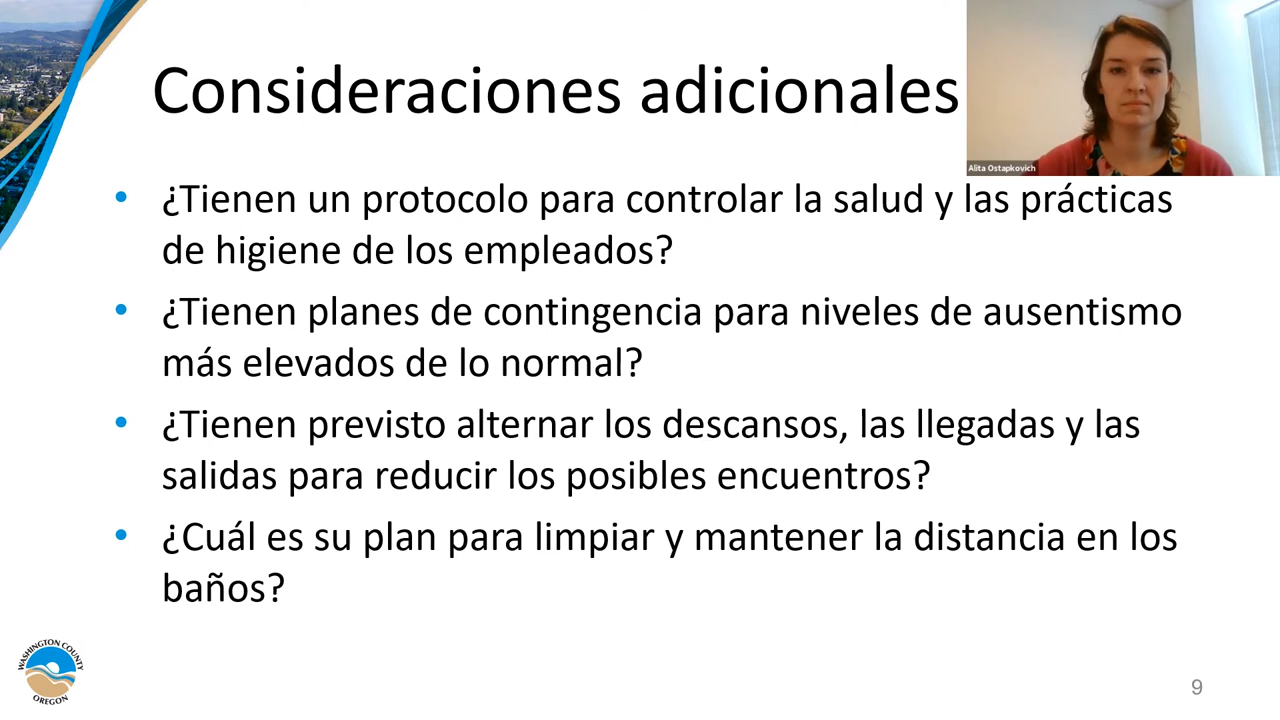 Consideraciones adicionales
Alita Ostapkovich
• ¿Tienen un protocolo para controlar la salud y las prácticas
de higiene de los empleados?
• ¿Tienen planes de contingencia para niveles de ausentismo
más elevados de lo normal?
• ¿Tienen previsto alternar los descansos, las llegadas y las
salidas para reducir los posibles encuentros?
• ¿Cuál es su plan para limpiar y mantener la distancia en los
baños?
WASHINGTON COUNTY
OREGON
9